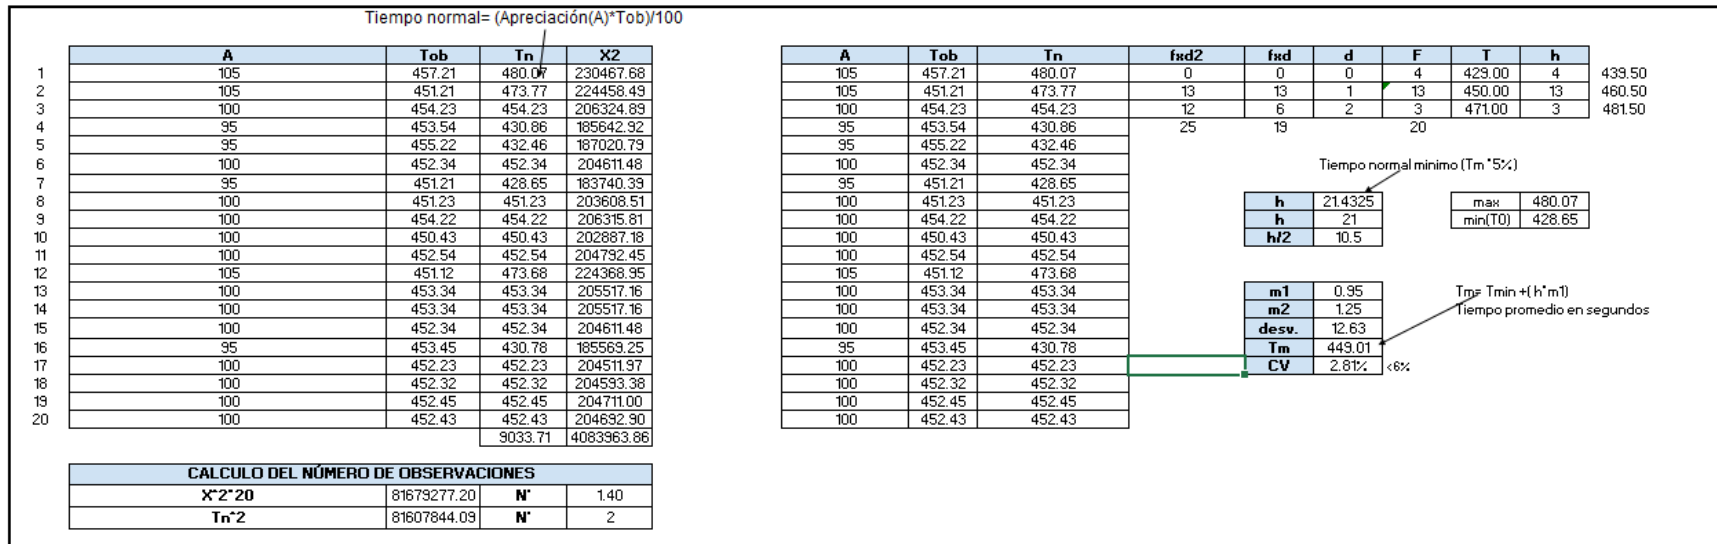 Tiempo normal= (Apreciación(A)*Tob)/100
A Tob Tn X2 A Tob Tn fxd2 fxd d F T h
1 105 457.21 480.07 230467.68 105 457.21 480.07 0 0 0 4 429.00 4 439.50
2 105 451.21 473.77 224458.49 105 451.21 473.77 13 13 1 13 450.00 13 460.50
3 100 454.23 454.23 206324.89 100 454.23 454.23 12 6 2 3 471.00 3 481.50
4 95 453.54 430.86 185642.92 95 453.54 430.86 25 19 20
5 95 455.22 432.46 187020.79 95 455.22 432.46
6 100 452.34 452.34 204611.48 100 452.34 452.34 Tiempo normal minimo (Tm *5%)
7 95 451.21 428.65 183740.39 95 451.21 428.65
8 100 451.23 451.23 203608.51 100 451.23 451.23 h 21.4325 max 480.07
9 100 454.22 454.22 206315.81 100 454.22 454.22 h 21 min(T0) 428.65
10 100 450.43 450.43 202887.18 100 450.43 450.43 h/2 10.5
11 100 452.54 452.54 204792.45 100 452.54 452.54
12 105 451.12 473.68 224368.95 105 451.12 473.68
13 100 453.34 453.34 205517.16 100 453.34 453.34 m1 0.95 Tm= Tmin +( h*m1)
14 100 453.34 453.34 205517.16 100 453.34 453.34 m2 1.25 Tiempo promedio en segundos
15 100 452.34 452.34 204611.48 100 452.34 452.34 desv. 12.63
16 95 453.45 430.78 185569.25 95 453.45 430.78 Tm 449.01
17 100 452.23 452.23 204511.97 100 452.23 452.23 CV 2.81% <6%
18 100 452.32 452.32 204593.38 100 452.32 452.32
19 100 452.45 452.45 204711.00 100 452.45 452.45
20 100 452.43 452.43 204692.90 100 452.43 452.43
9033.71 4083963.86
CALCULO DEL NÚMERO DE OBSERVACIONES
X^2*20 81679277.20 N' 1.40
Tn^2 81607844.09 N' 2